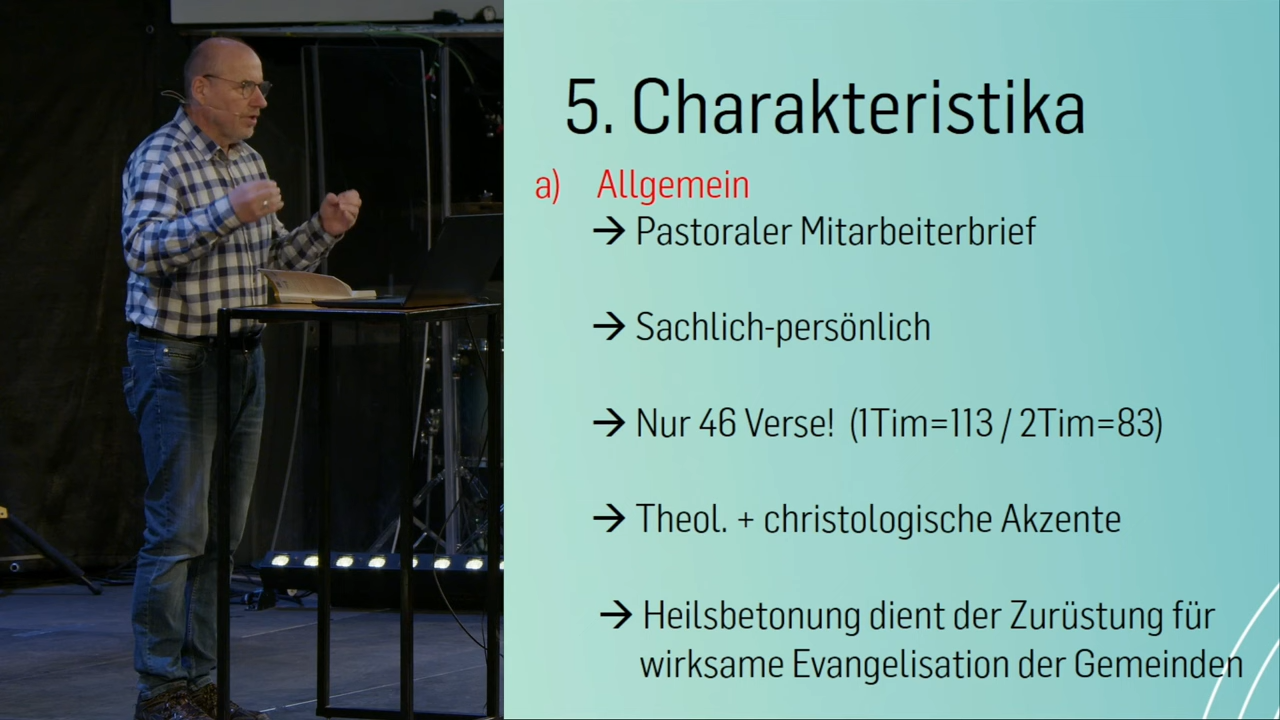 5. Charakteristika
a) Allgemein
→ Pastoraler Mitarbeiterbrief
→ Sachlich-persönlich
→ Nur 46 Verse! (1Tim=113 / 2Tim=83)
→ Theol. + christologische Akzente
→ Heilsbetonung dient der Zurüstung für
wirksame Evangelisation der Gemeinden